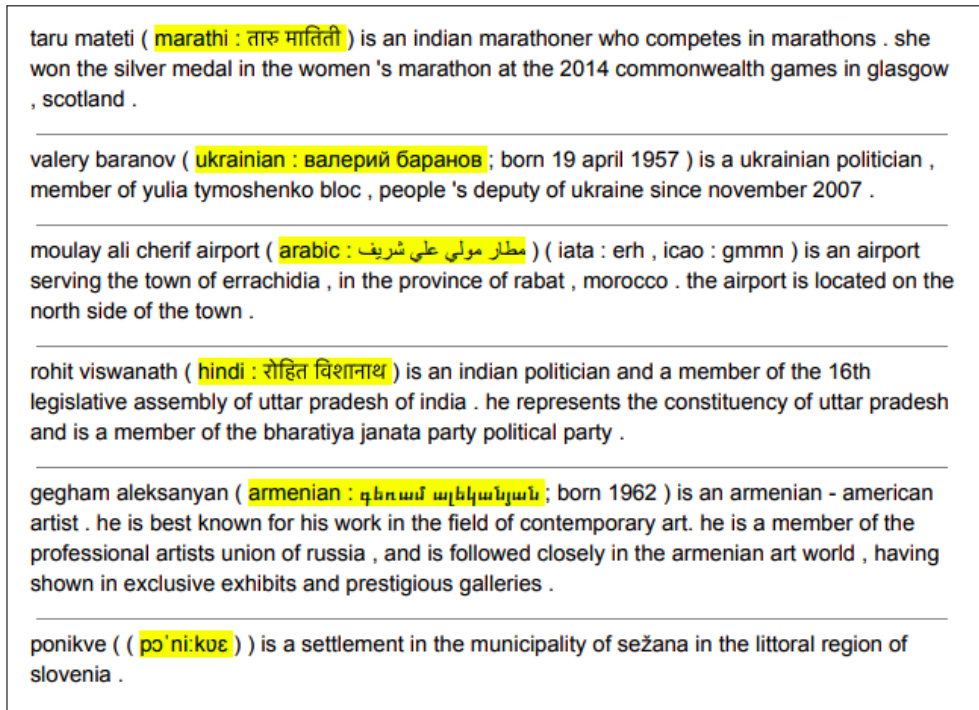 taru mateti ( marathi : तारु मातिती ) is an indian marathoner who competes in marathons . she
won the silver medal in the women 's marathon at the 2014 commonwealth games in glasgow
, scotland .
valery baranov ( ukrainian : валерий баранов ; born 19 april 1957 ) is a ukrainian politician ,
member of yulia tymoshenko bloc , people 's deputy of ukraine since november 2007 .
moulay ali cherif airport ( arabic : مطار مولي علي شريف ) ( iata : erh , icao : gmmn ) is an airport
serving the town of errachidia , in the province of rabat , morocco . the airport is located on the
north side of the town .
rohit viswanath ( hindi : रोहित विशानाथ ) is an indian politician and a member of the 16th
legislative assembly of uttar pradesh of india . he represents the constituency of uttar pradesh
and is a member of the bharatiya janata party political party .
gegham aleksanyan ( armenian : գեռամ ալեկանյան ; born 1962 ) is an armenian - american
artist . he is best known for his work in the field of contemporary art. he is a member of the
professional artists union of russia , and is followed closely in the armenian art world , having
shown in exclusive exhibits and prestigious galleries .
ponikve ( ( pɔˈniːkʋɛ ) ) is a settlement in the municipality of sežana in the littoral region of
slovenia .